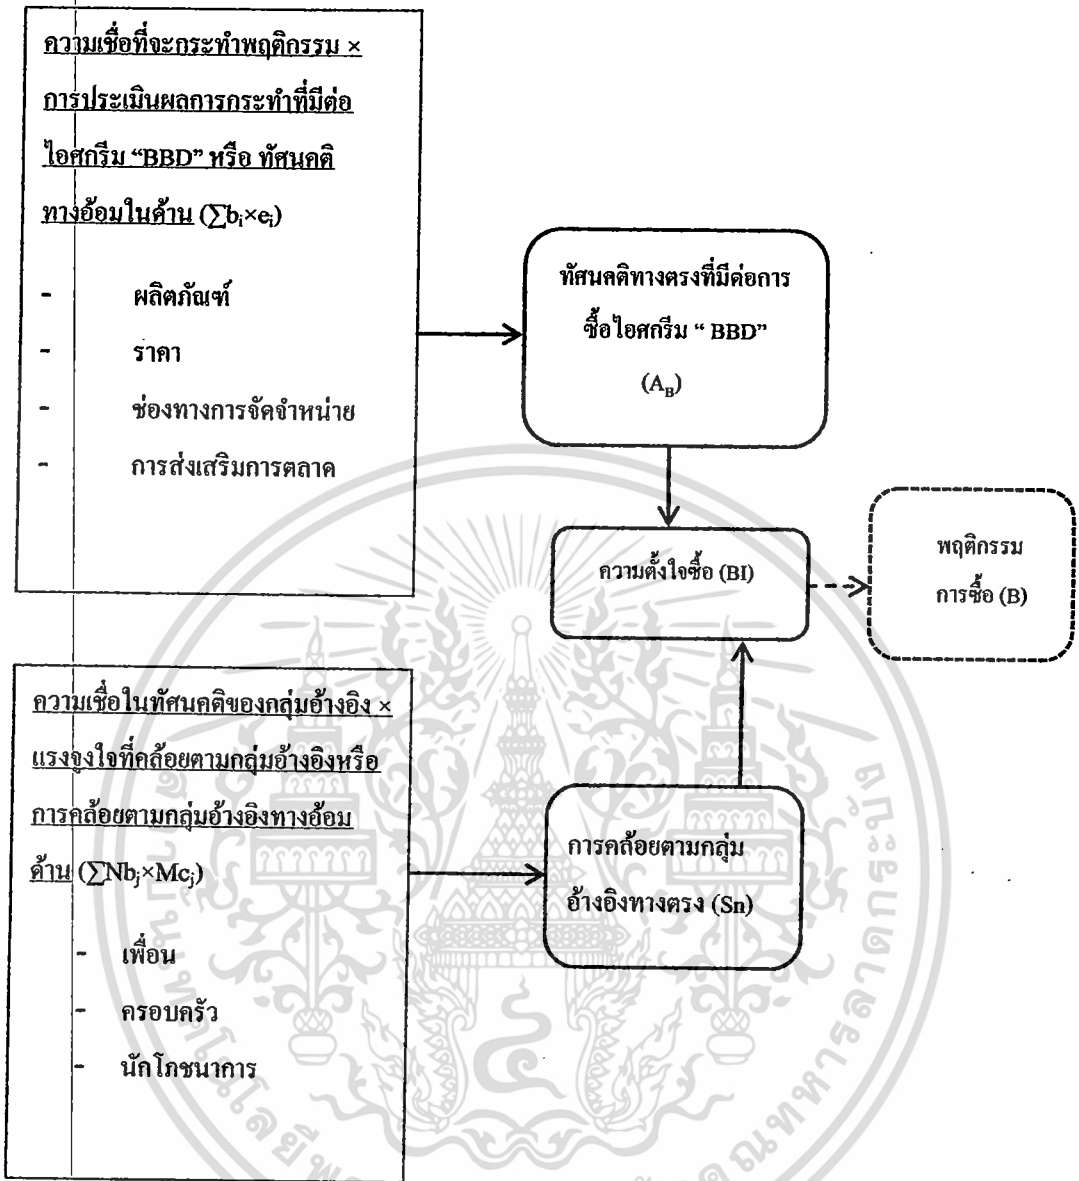 ความเชื่อที่จะกระทำพฤติกรรม ×
การประเมินผลการกระทำที่มีต่อ
ไอศกรีม “BBD” หรือ ทัศนคติ
ทางอ้อมในด้าน (∑bᵢ×eᵢ)
- ผลิตภัณฑ์
- ราคา
- ช่องทางการจัดจำหน่าย
- การส่งเสริมการตลาด
ทัศนคติทางตรงที่มีต่อการ
ซื้อไอศกรีม “ BBD”
(A_B)
ความตั้งใจซื้อ (BI)
พฤติกรรม
การซื้อ (B)
ความเชื่อในทัศนคติของกลุ่มอ้างอิง ×
แรงจูงใจที่คล้อยตามกลุ่มอ้างอิงหรือ
การคล้อยตามกลุ่มอ้างอิงทางอ้อม
ด้าน (∑Nbⱼ×Mcⱼ)
- เพื่อน
- ครอบครัว
- นักโภชนาการ
การคล้อยตามกลุ่ม
อ้างอิงทางตรง (Sn)